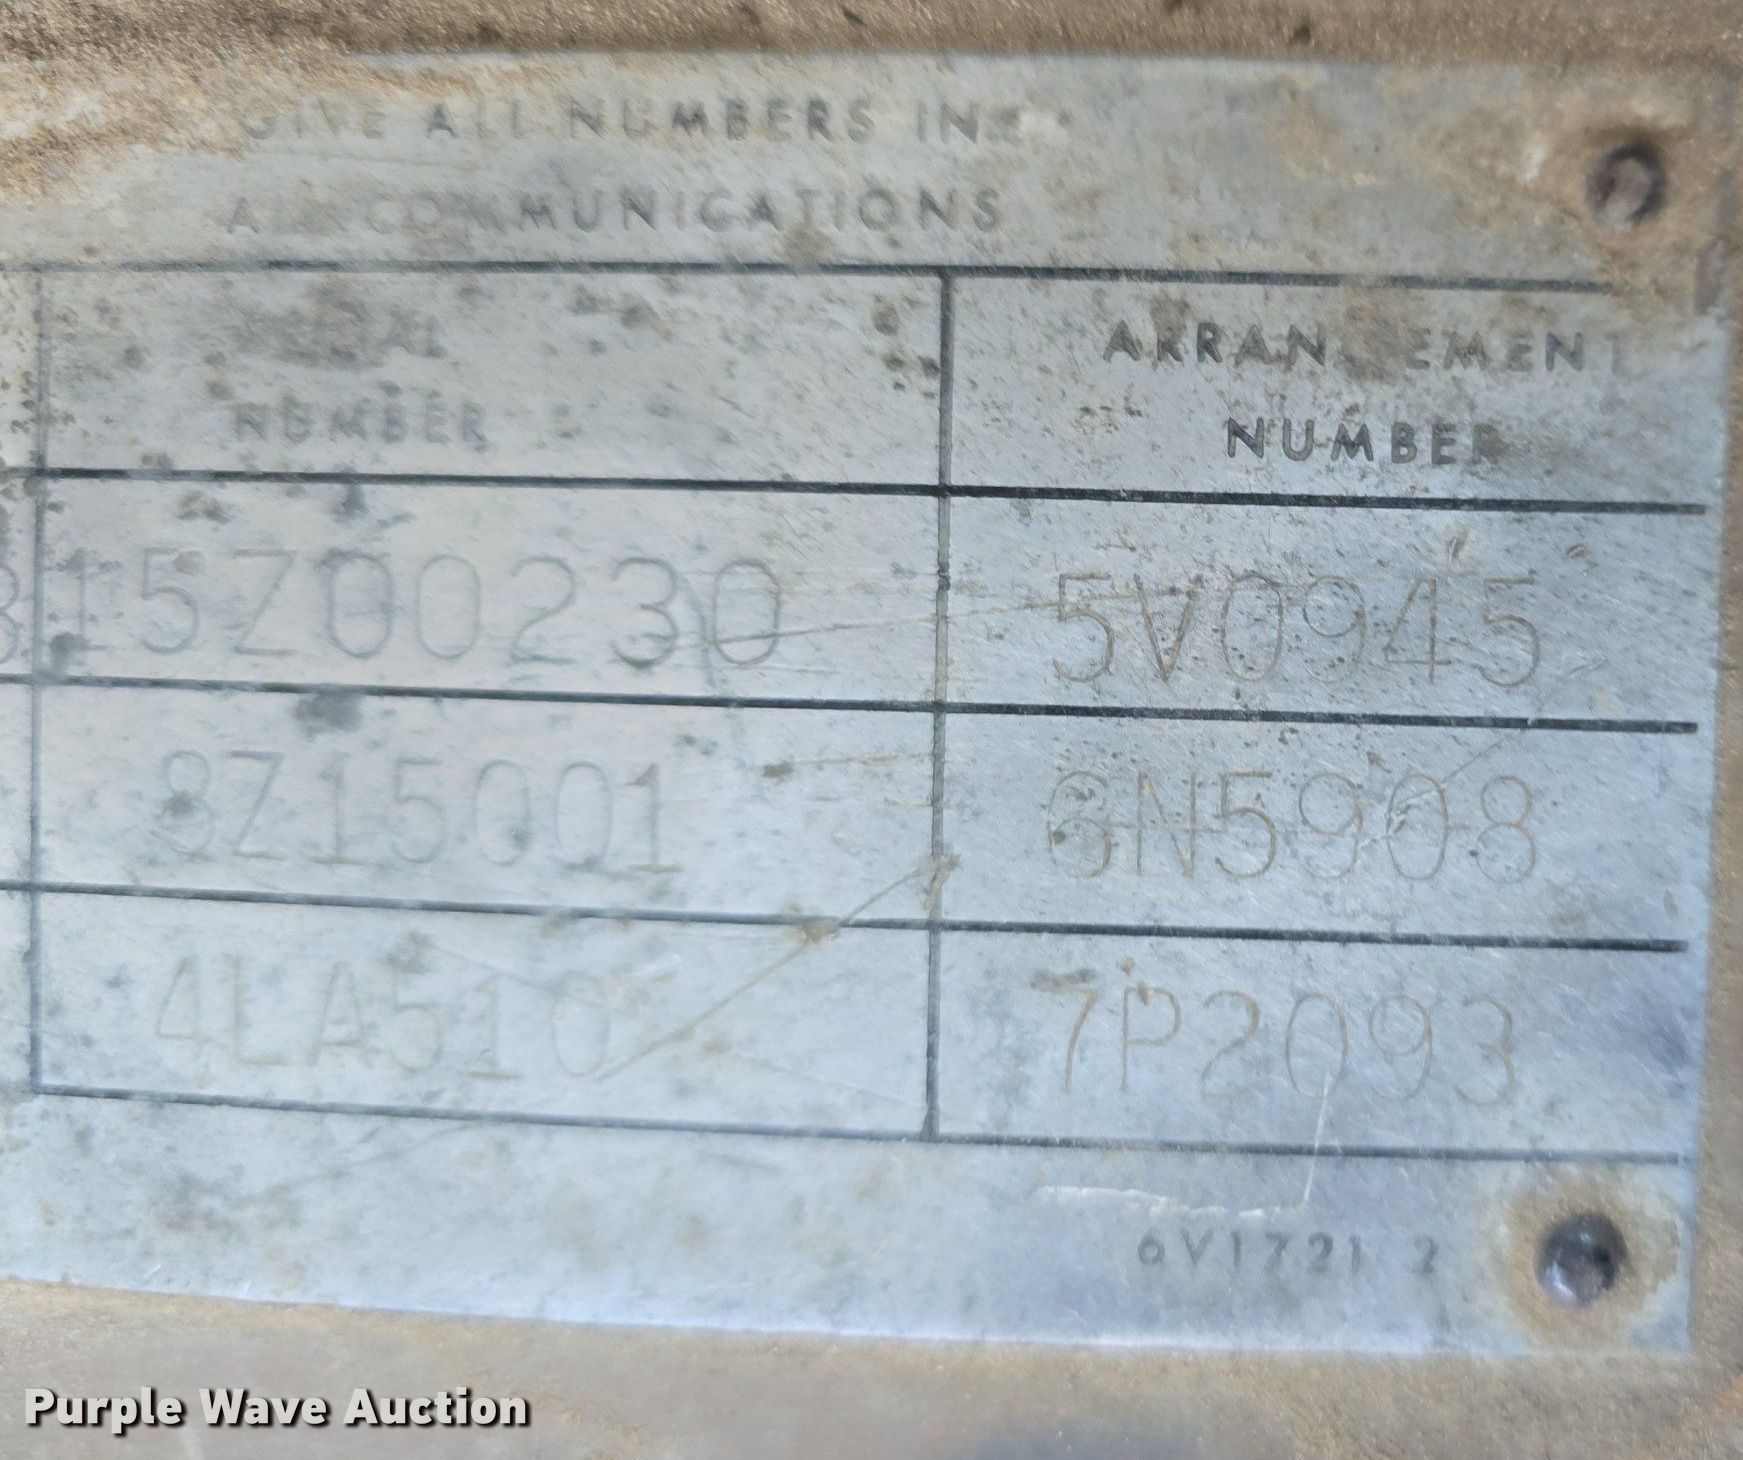 GIVE ALL NUMBERS IN
ALL COMMUNICATIONS
SERIAL
NUMBER
ARRANGEMENT
NUMBER
15Z00230 5V0945
8Z15001 6N5908
4LA510 7P2093
6V1721 2
Purple Wave Auction